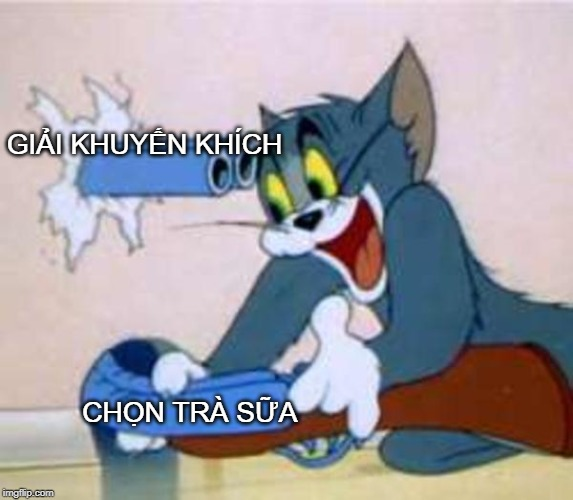 GIẢI KHUYẾN KHÍCH
CHỌN TRÀ SỮA
imgflip.com